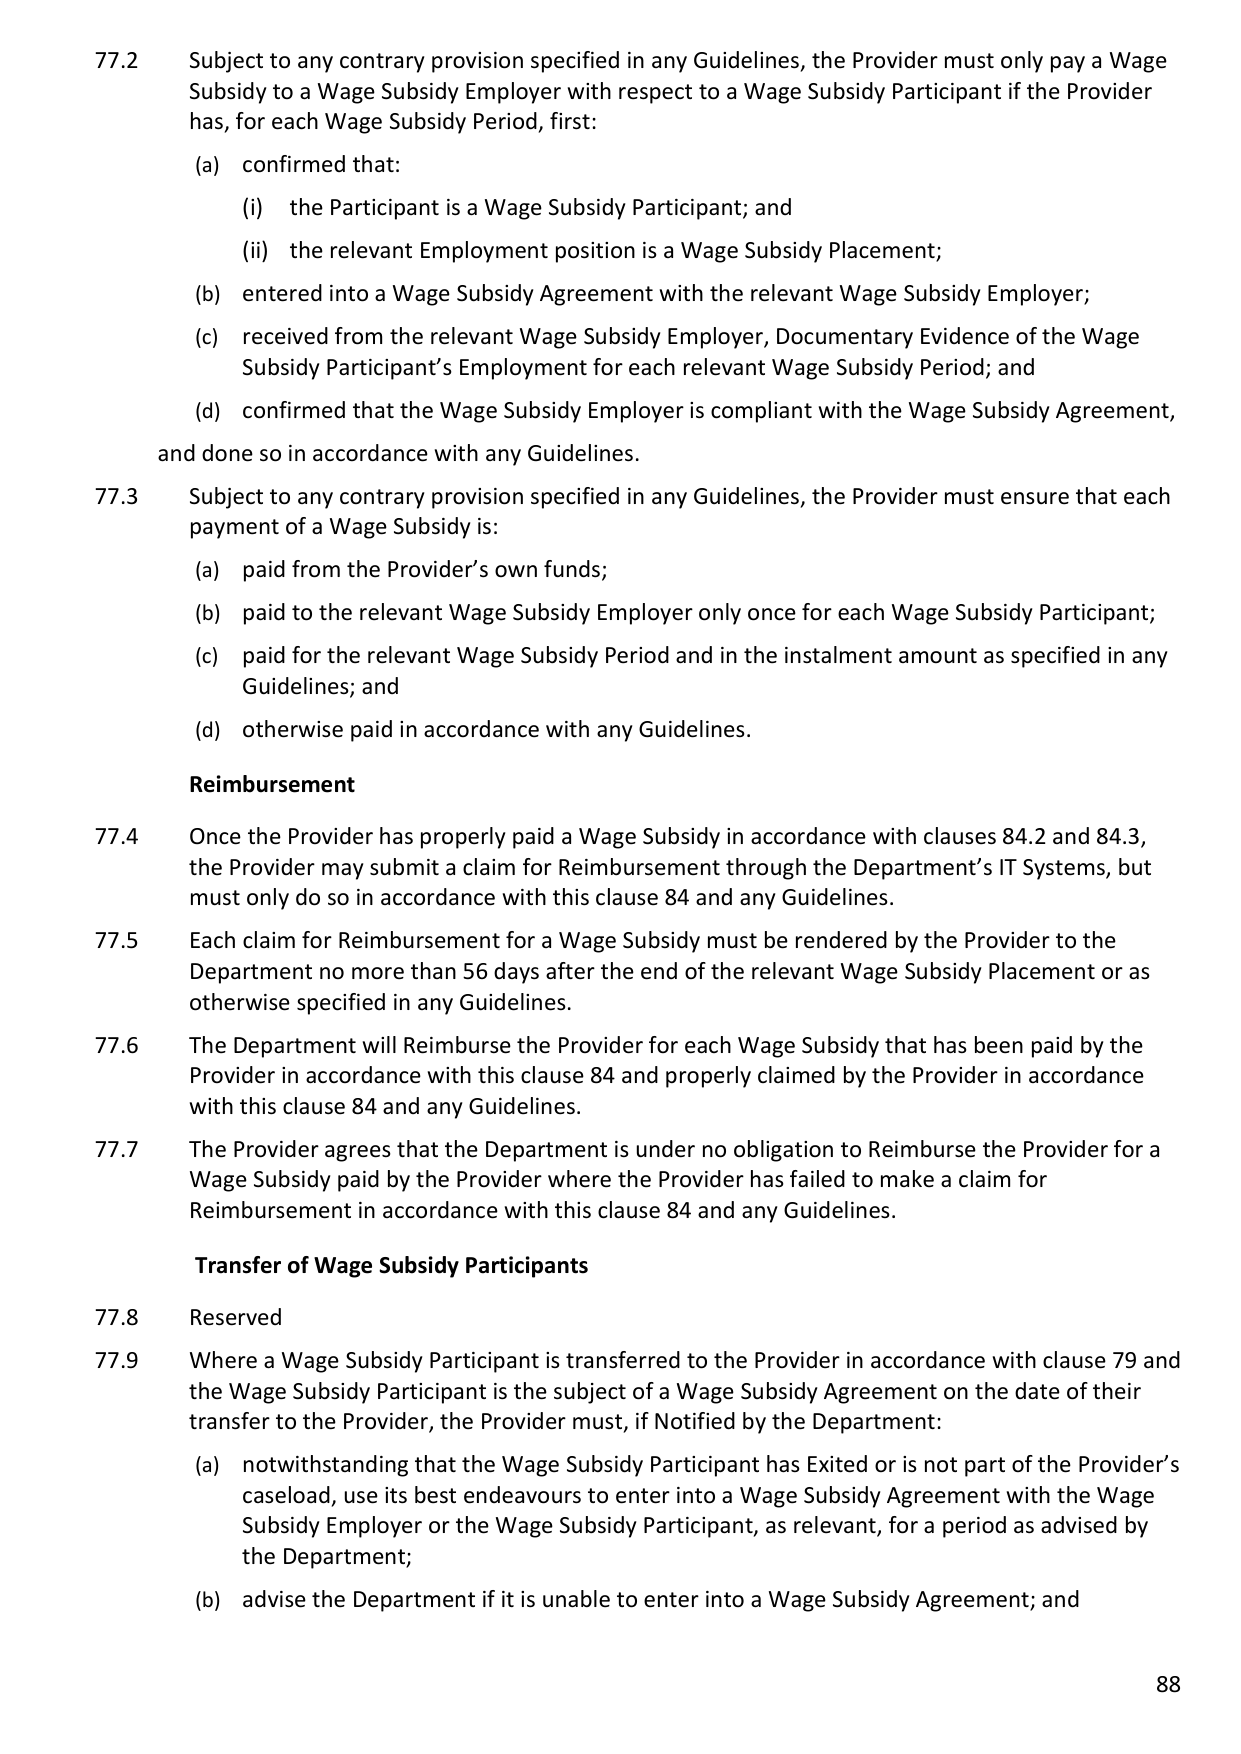 77.2 Subject to any contrary provision specified in any Guidelines, the Provider must only pay a Wage
Subsidy to a Wage Subsidy Employer with respect to a Wage Subsidy Participant if the Provider
has, for each Wage Subsidy Period, first:
(a) confirmed that:
(i) the Participant is a Wage Subsidy Participant; and
(ii) the relevant Employment position is a Wage Subsidy Placement;
(b) entered into a Wage Subsidy Agreement with the relevant Wage Subsidy Employer;
(c) received from the relevant Wage Subsidy Employer, Documentary Evidence of the Wage
Subsidy Participant’s Employment for each relevant Wage Subsidy Period; and
(d) confirmed that the Wage Subsidy Employer is compliant with the Wage Subsidy Agreement,
and done so in accordance with any Guidelines.
77.3 Subject to any contrary provision specified in any Guidelines, the Provider must ensure that each
payment of a Wage Subsidy is:
(a) paid from the Provider’s own funds;
(b) paid to the relevant Wage Subsidy Employer only once for each Wage Subsidy Participant;
(c) paid for the relevant Wage Subsidy Period and in the instalment amount as specified in any
Guidelines; and
(d) otherwise paid in accordance with any Guidelines.
Reimbursement
77.4 Once the Provider has properly paid a Wage Subsidy in accordance with clauses 84.2 and 84.3,
the Provider may submit a claim for Reimbursement through the Department’s IT Systems, but
must only do so in accordance with this clause 84 and any Guidelines.
77.5 Each claim for Reimbursement for a Wage Subsidy must be rendered by the Provider to the
Department no more than 56 days after the end of the relevant Wage Subsidy Placement or as
otherwise specified in any Guidelines.
77.6 The Department will Reimburse the Provider for each Wage Subsidy that has been paid by the
Provider in accordance with this clause 84 and properly claimed by the Provider in accordance
with this clause 84 and any Guidelines.
77.7 The Provider agrees that the Department is under no obligation to Reimburse the Provider for a
Wage Subsidy paid by the Provider where the Provider has failed to make a claim for
Reimbursement in accordance with this clause 84 and any Guidelines.
Transfer of Wage Subsidy Participants
77.8 Reserved
77.9 Where a Wage Subsidy Participant is transferred to the Provider in accordance with clause 79 and
the Wage Subsidy Participant is the subject of a Wage Subsidy Agreement on the date of their
transfer to the Provider, the Provider must, if Notified by the Department:
(a) notwithstanding that the Wage Subsidy Participant has Exited or is not part of the Provider’s
caseload, use its best endeavours to enter into a Wage Subsidy Agreement with the Wage
Subsidy Employer or the Wage Subsidy Participant, as relevant, for a period as advised by
the Department;
(b) advise the Department if it is unable to enter into a Wage Subsidy Agreement; and
88